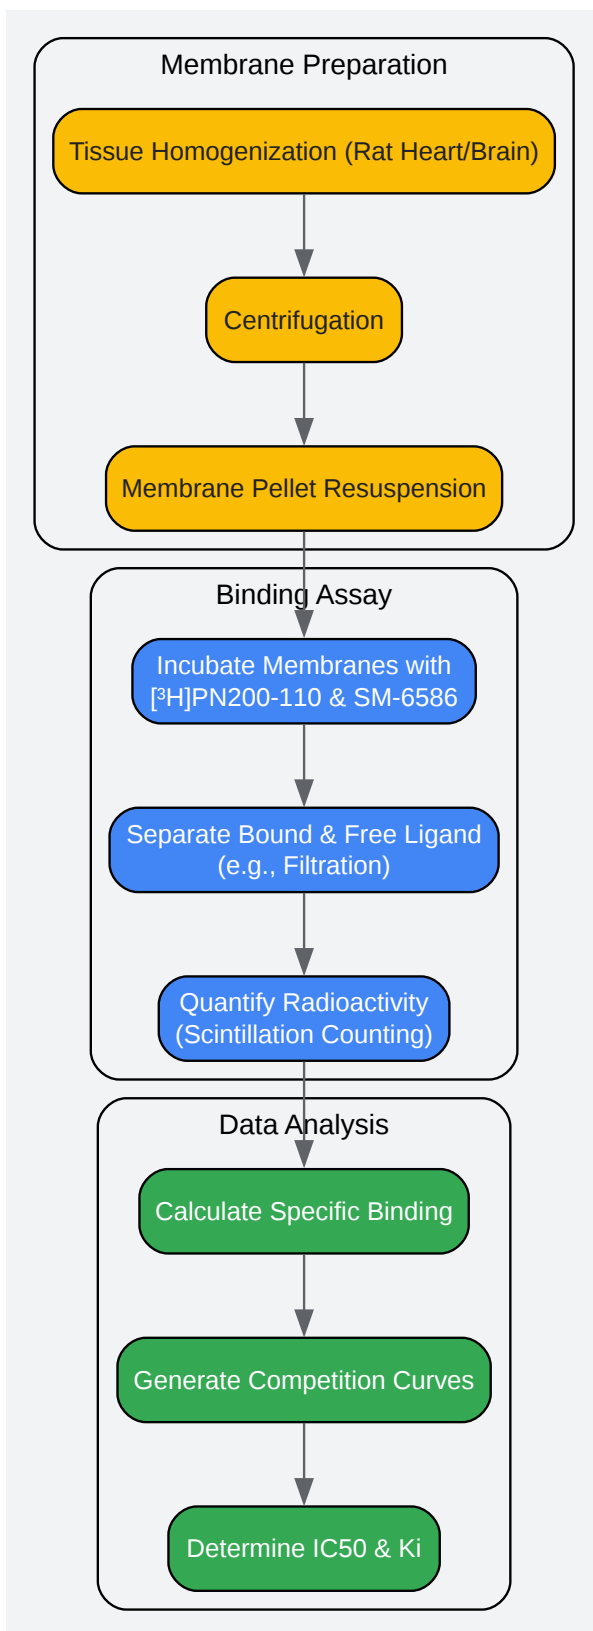 Membrane Preparation
Tissue Homogenization (Rat Heart/Brain)
Centrifugation
Membrane Pellet Resuspension
Binding Assay
Incubate Membranes with
[³H]PN200-110 & SM-6586
Separate Bound & Free Ligand
(e.g., Filtration)
Quantify Radioactivity
(Scintillation Counting)
Data Analysis
Calculate Specific Binding
Generate Competition Curves
Determine IC50 & Ki